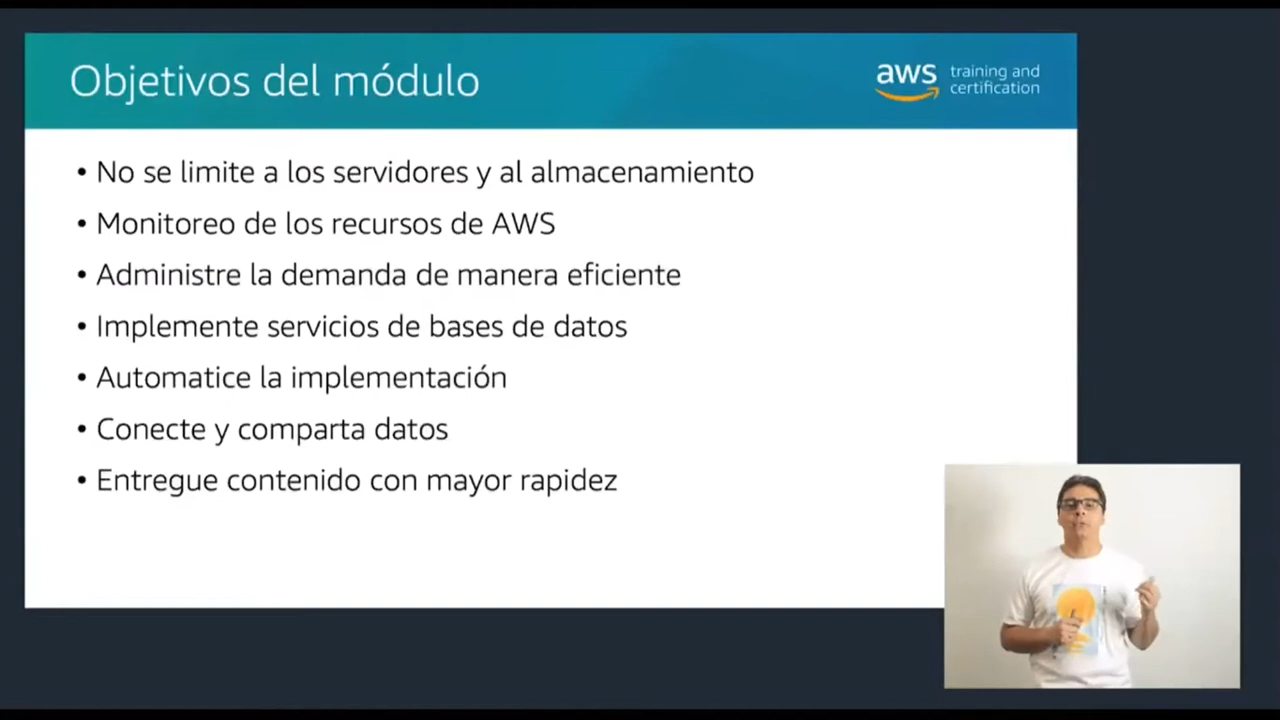 Objetivos del módulo
aws training and
certification
• No se limite a los servidores y al almacenamiento
• Monitoreo de los recursos de AWS
• Administre la demanda de manera eficiente
• Implemente servicios de bases de datos
• Automatice la implementación
• Conecte y comparta datos
• Entregue contenido con mayor rapidez